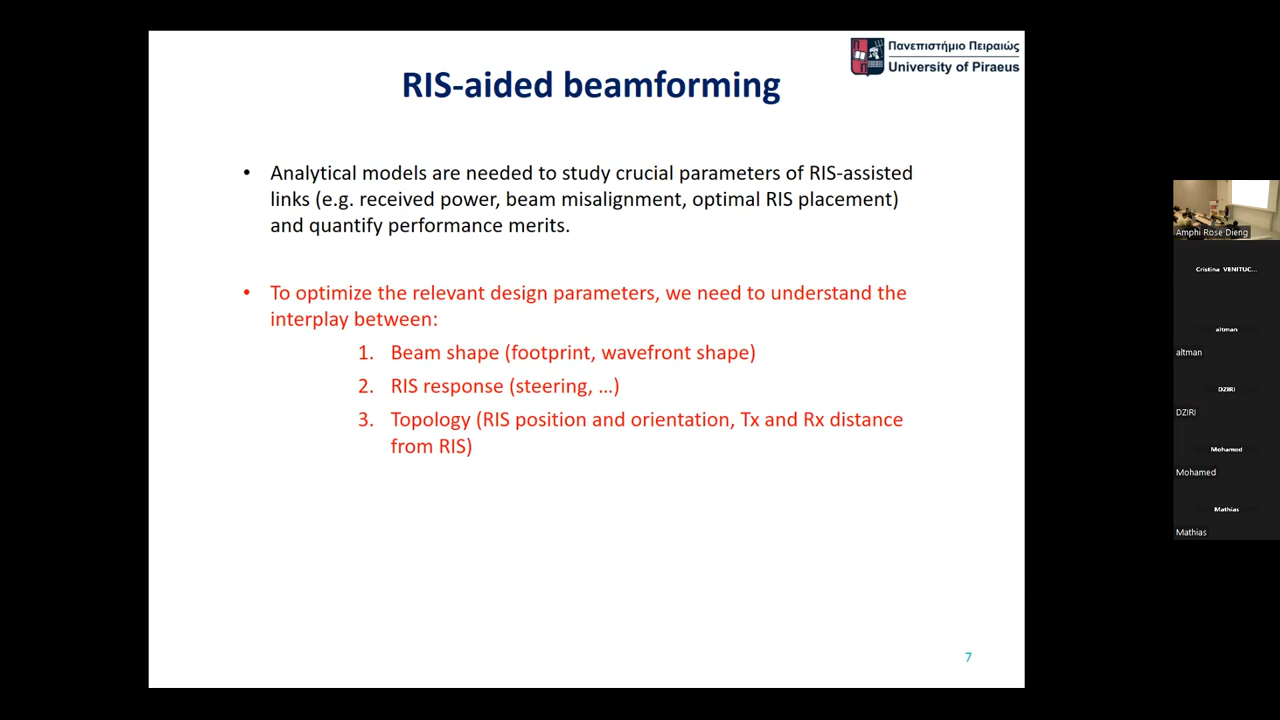 Πανεπιστήμιο Πειραιώς
University of Piraeus
RIS-aided beamforming
• Analytical models are needed to study crucial parameters of RIS-assisted
links (e.g. received power, beam misalignment, optimal RIS placement)
and quantify performance merits.
• To optimize the relevant design parameters, we need to understand the
interplay between:
1. Beam shape (footprint, wavefront shape)
2. RIS response (steering, ...)
3. Topology (RIS position and orientation, Tx and Rx distance
from RIS)
7
Amphi Rose Dieng
Cristina VENITUC...
altman
altman
DZIRI
DZIRI
Mohamed
Mohamed
Mathias
Mathias